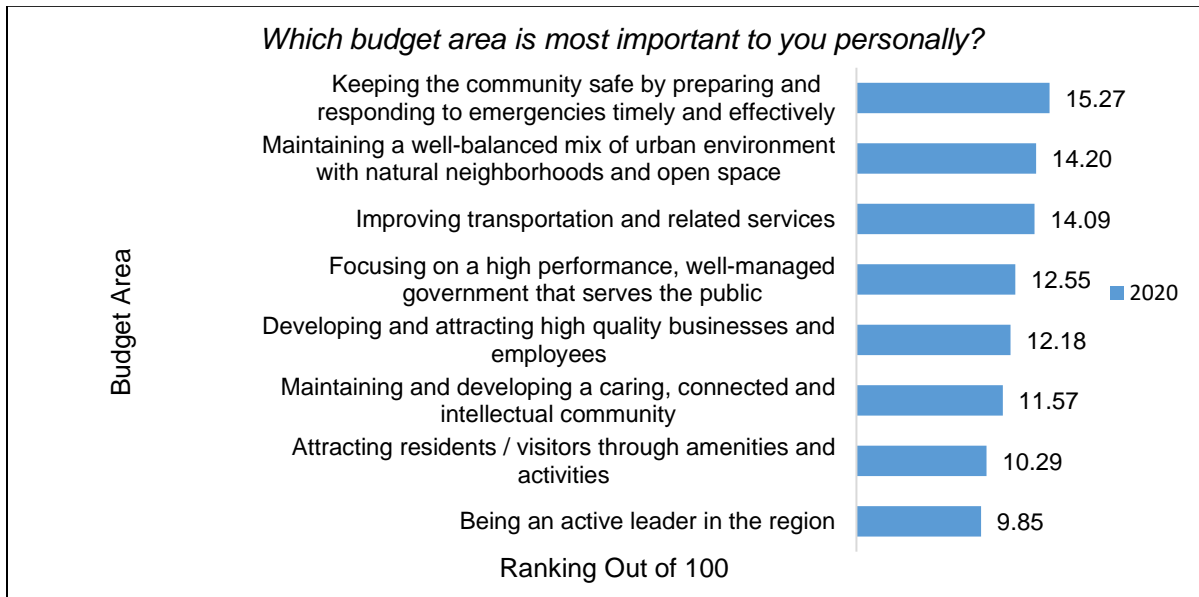 Which budget area is most important to you personally?
Keeping the community safe by preparing and
responding to emergencies timely and effectively
15.27
Maintaining a well-balanced mix of urban environment
with natural neighborhoods and open space
14.20
Improving transportation and related services
14.09
Focusing on a high performance, well-managed
government that serves the public
12.55
2020
Developing and attracting high quality businesses and
employees
12.18
Maintaining and developing a caring, connected and
intellectual community
11.57
Attracting residents / visitors through amenities and
activities
10.29
Being an active leader in the region
9.85
Budget Area
Ranking Out of 100